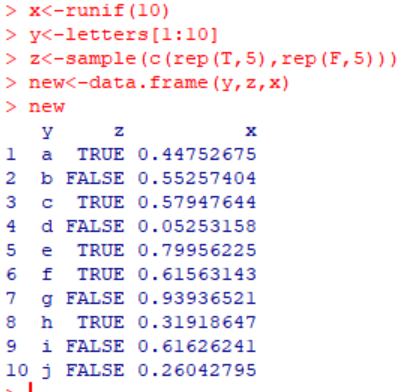 > x<-runif(10)
> y<-letters[1:10]
> z<-sample(c(rep(T,5),rep(F,5)))
> new<-data.frame(y,z,x)
> new
   y     z          x
1  a  TRUE 0.44752675
2  b FALSE 0.55257404
3  c  TRUE 0.57947644
4  d FALSE 0.05253158
5  e  TRUE 0.79956225
6  f  TRUE 0.61563143
7  g FALSE 0.93936521
8  h  TRUE 0.31918647
9  i FALSE 0.61626241
10 j FALSE 0.26042795
>